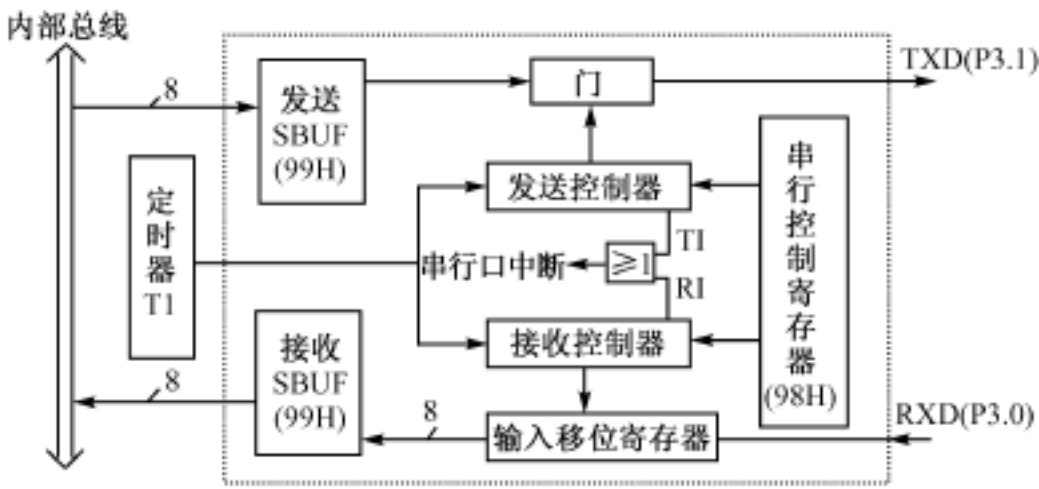 内部总线
8
发送
SBUF
(99H)
门
TXD(P3.1)
定时器
T1
发送控制器
TI
串行口中断
≥1
RI
接收控制器
串行控制寄存器
(98H)
8
接收
SBUF
(99H)
8
输入移位寄存器
RXD(P3.0)